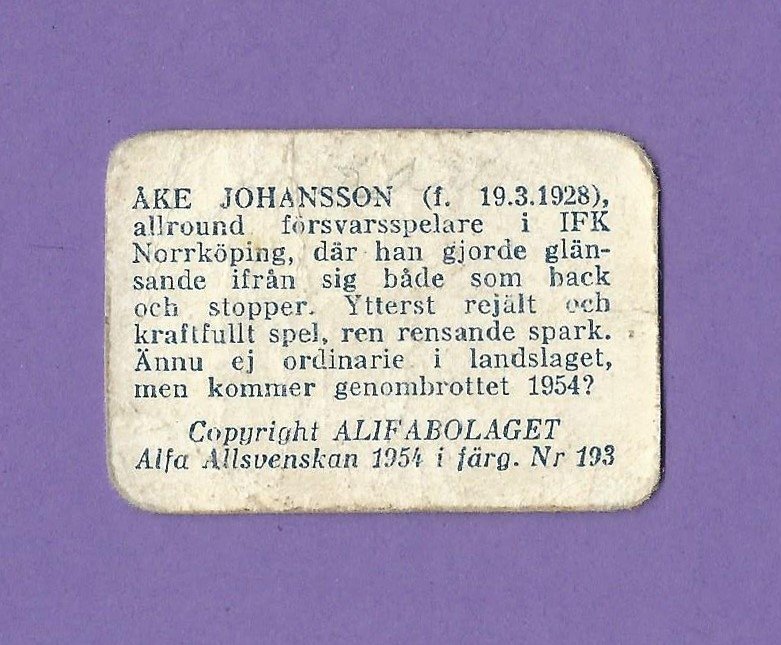 ÅKE JOHANSSON (f. 19.3.1928),
allround försvarsspelare i IFK
Norrköping, där han gjorde glän-
sande ifrån sig både som back
och stopper. Ytterst rejält och
kraftfullt spel, ren rensande spark.
Ännu ej ordinarie i landslaget,
men kommer genombrottet 1954?
Copyright ALIFABOLAGET
Alfa Allsvenskan 1954 i färg. Nr 193